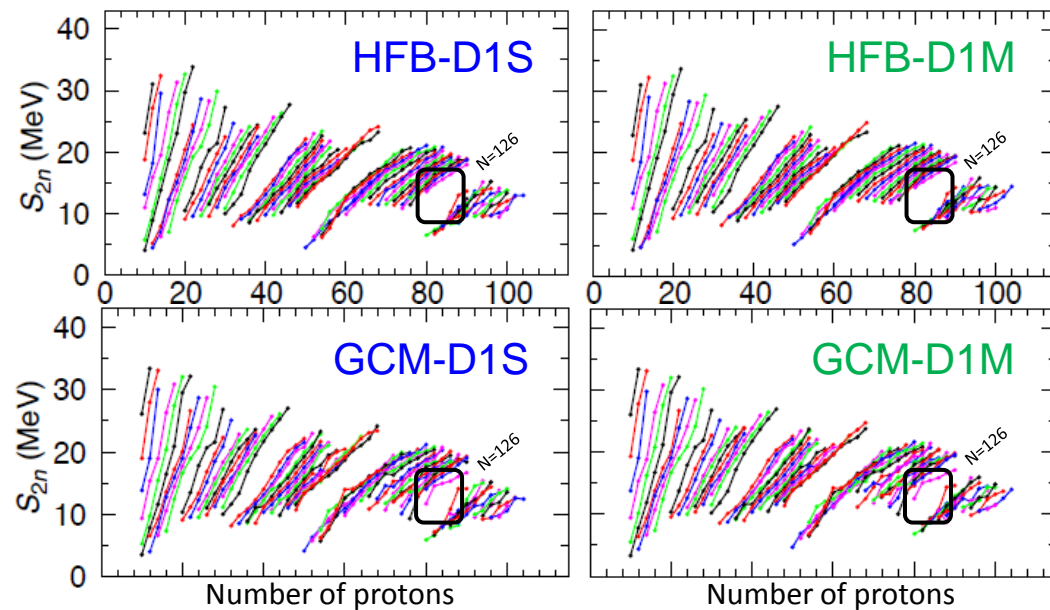 HFB-D1S
HFB-D1M
S2n (MeV)
40
30
20
10
0
N=126
N=126
0 20 40 60 80 100
0 20 40 60 80 100
GCM-D1S
GCM-D1M
S2n (MeV)
40
30
20
10
0
N=126
N=126
Number of protons
Number of protons